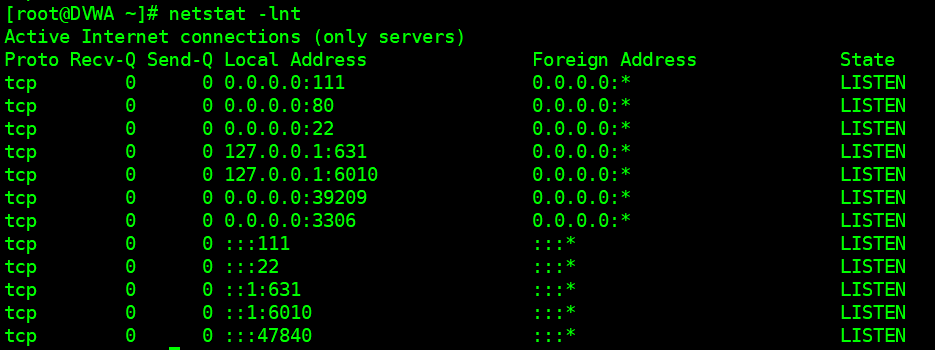 [root@DVWA ~]# netstat -lnt
Active Internet connections (only servers)
Proto Recv-Q Send-Q Local Address               Foreign Address             State
tcp        0      0 0.0.0.0:111                 0.0.0.0:*                   LISTEN
tcp        0      0 0.0.0.0:80                  0.0.0.0:*                   LISTEN
tcp        0      0 0.0.0.0:22                  0.0.0.0:*                   LISTEN
tcp        0      0 127.0.0.1:631               0.0.0.0:*                   LISTEN
tcp        0      0 127.0.0.1:6010              0.0.0.0:*                   LISTEN
tcp        0      0 0.0.0.0:39209               0.0.0.0:*                   LISTEN
tcp        0      0 0.0.0.0:3306                0.0.0.0:*                   LISTEN
tcp        0      0 :::111                      :::*                        LISTEN
tcp        0      0 :::22                       :::*                        LISTEN
tcp        0      0 ::1:631                     :::*                        LISTEN
tcp        0      0 ::1:6010                    :::*                        LISTEN
tcp        0      0 :::47840                    :::*                        LISTEN